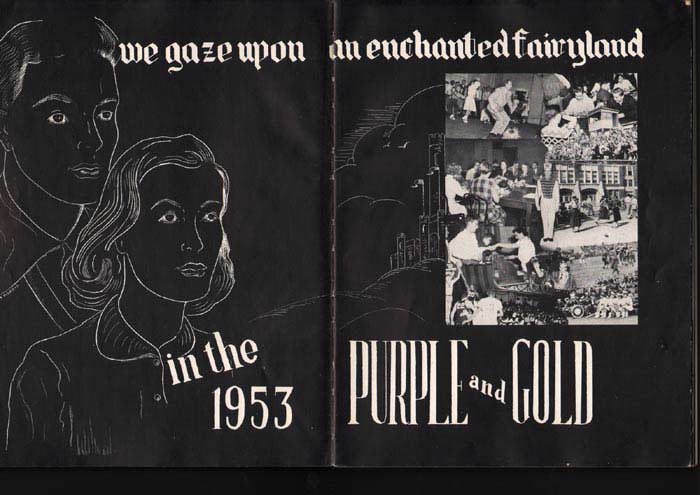 we gaze upon an enchanted fairyland
in the
1953 PURPLE and GOLD